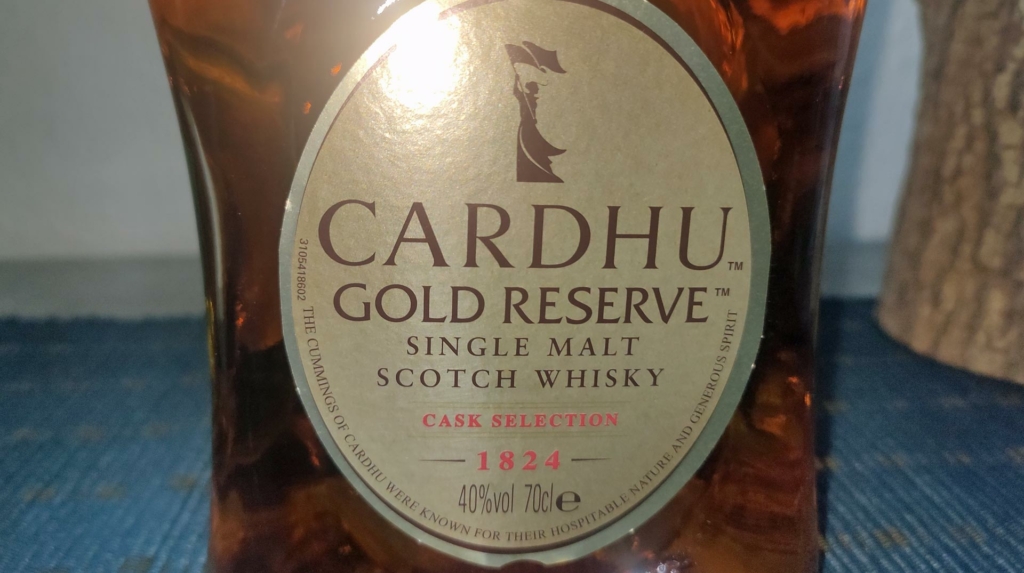 CARDHU™
GOLD RESERVE™
SINGLE MALT
SCOTCH WHISKY
CASK SELECTION
1824
40%vol 70cl e
3105418602 THE CUMMINGS OF CARDHU WERE KNOWN FOR THEIR HOSPITABLE NATURE AND GENEROUS SPIRIT